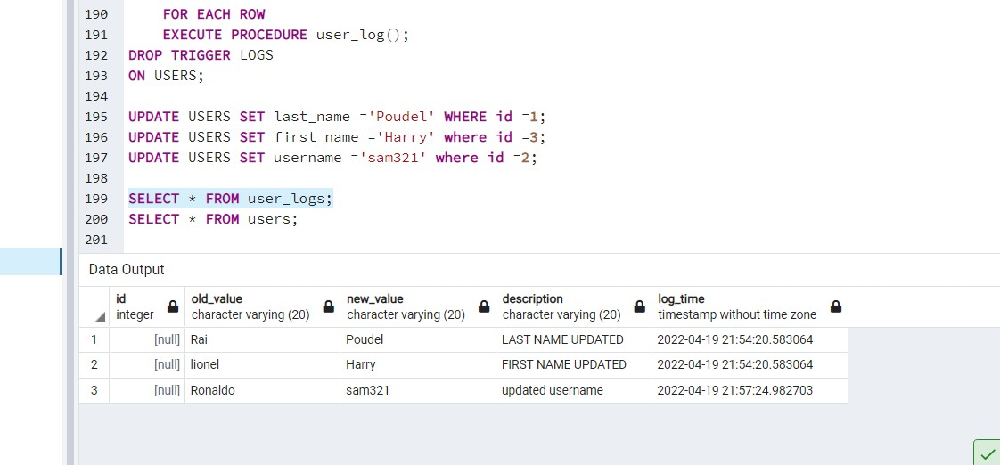 190 FOR EACH ROW
191 EXECUTE PROCEDURE user_log();
192 DROP TRIGGER LOGS
193 ON USERS;
194
195 UPDATE USERS SET last_name ='Poudel' WHERE id =1;
196 UPDATE USERS SET first_name ='Harry' where id =3;
197 UPDATE USERS SET username ='sam321' where id =2;
198
199 SELECT * FROM user_logs;
200 SELECT * FROM users;
201
Data Output
id old_value new_value description log_time
integer character varying (20) character varying (20) character varying (20) timestamp without time zone
1 [null] Rai Poudel LAST NAME UPDATED 2022-04-19 21:54:20.583064
2 [null] lionel Harry FIRST NAME UPDATED 2022-04-19 21:54:20.583064
3 [null] Ronaldo sam321 updated username 2022-04-19 21:57:24.982703